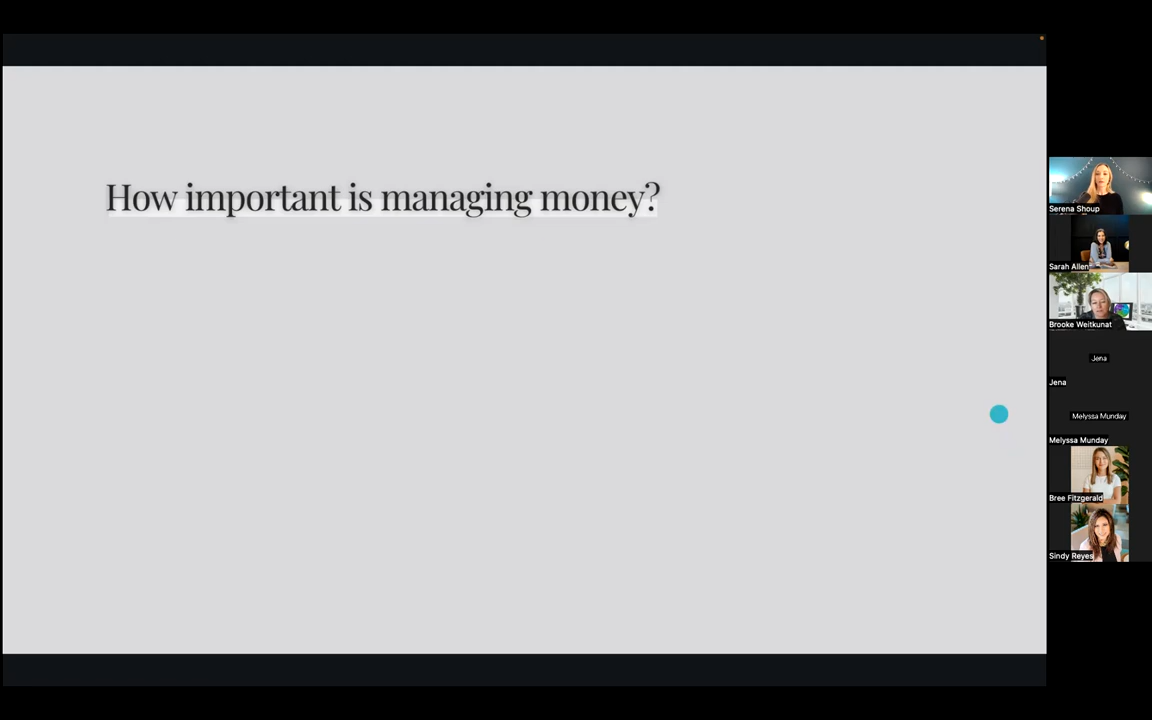 How important is managing money?
Serena Shoup
Sarah Allen
Brooke Weitkunat
Jena
Jena
Melyssa Munday
Melyssa Munday
Bree Fitzgerald
Sindy Reyes